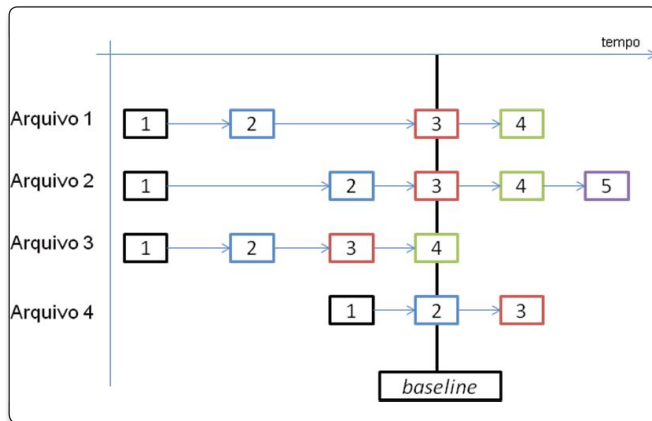 tempo
Arquivo 1 1 2 3 4
Arquivo 2 1 2 3 4 5
Arquivo 3 1 2 3 4
Arquivo 4 1 2 3
baseline